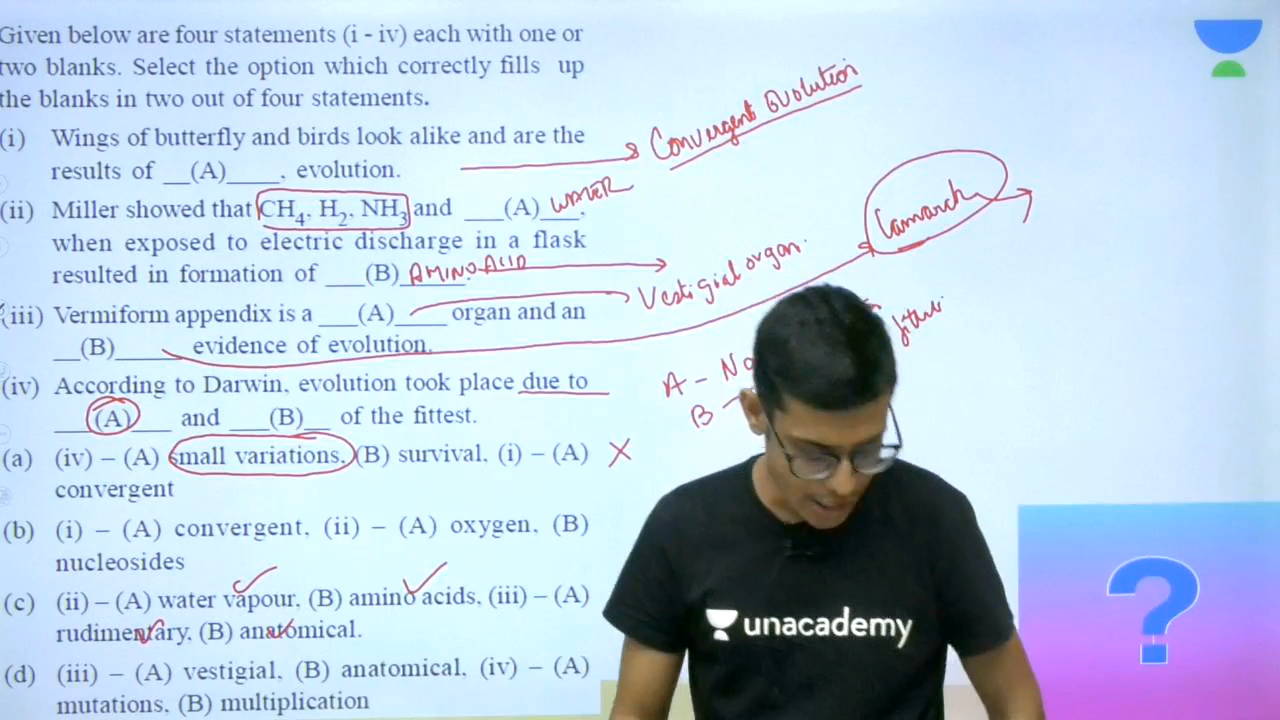 Given below are four statements (i - iv) each with one or
two blanks. Select the option which correctly fills up
the blanks in two out of four statements.
(i) Wings of butterfly and birds look alike and are the
results of __(A)____, evolution.
Convergent Evolution
(ii) Miller showed that CH4, H2, NH3 and ___(A)___, WATER
when exposed to electric discharge in a flask
resulted in formation of ___(B)______. AMINO ACID
Lamarck
Vestigial organ.
(iii) Vermiform appendix is a ___(A)____ organ and an
__(B)_____ evidence of evolution.
(iv) According to Darwin, evolution took place due to
____(A)___ and ___(B)__ of the fittest.
A -
B -
(a) (iv) – (A) small variations, (B) survival, (i) – (A)
convergent
(b) (i) – (A) convergent, (ii) – (A) oxygen, (B)
nucleosides
(c) (ii) – (A) water vapour, (B) amino acids, (iii) – (A)
rudimentary, (B) anatomical.
(d) (iii) – (A) vestigial, (B) anatomical, (iv) – (A)
mutations, (B) multiplication
unacademy
?